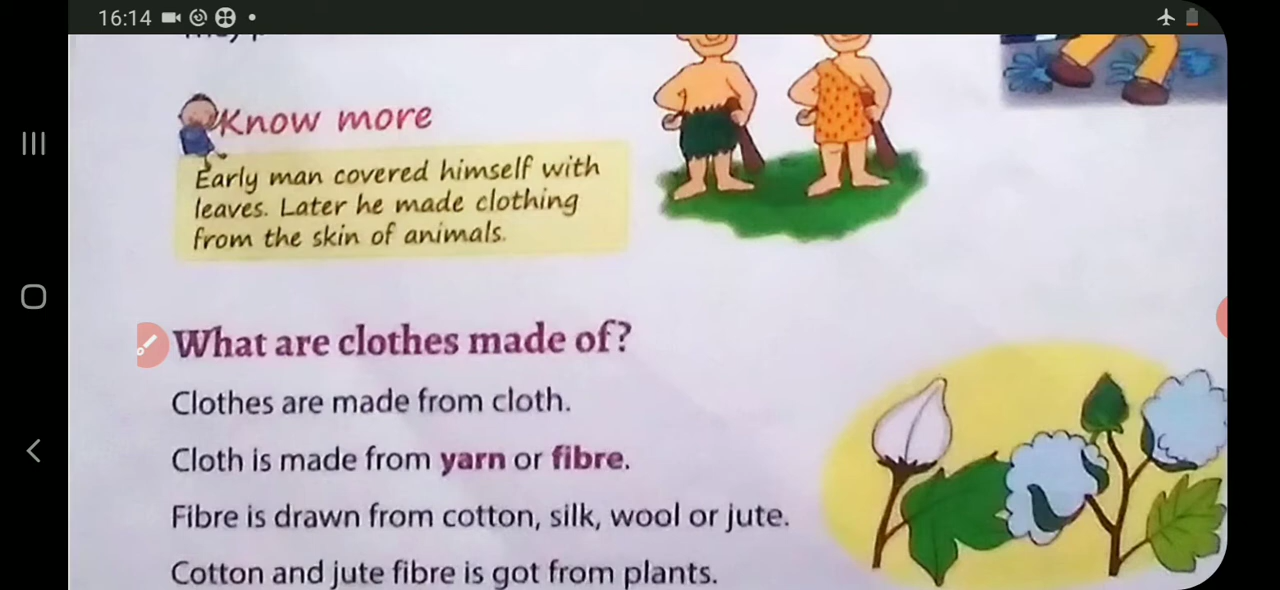 16:14
Know more
Early man covered himself with
leaves. Later he made clothing
from the skin of animals.
What are clothes made of?
Clothes are made from cloth.
Cloth is made from yarn or fibre.
Fibre is drawn from cotton, silk, wool or jute.
Cotton and jute fibre is got from plants.